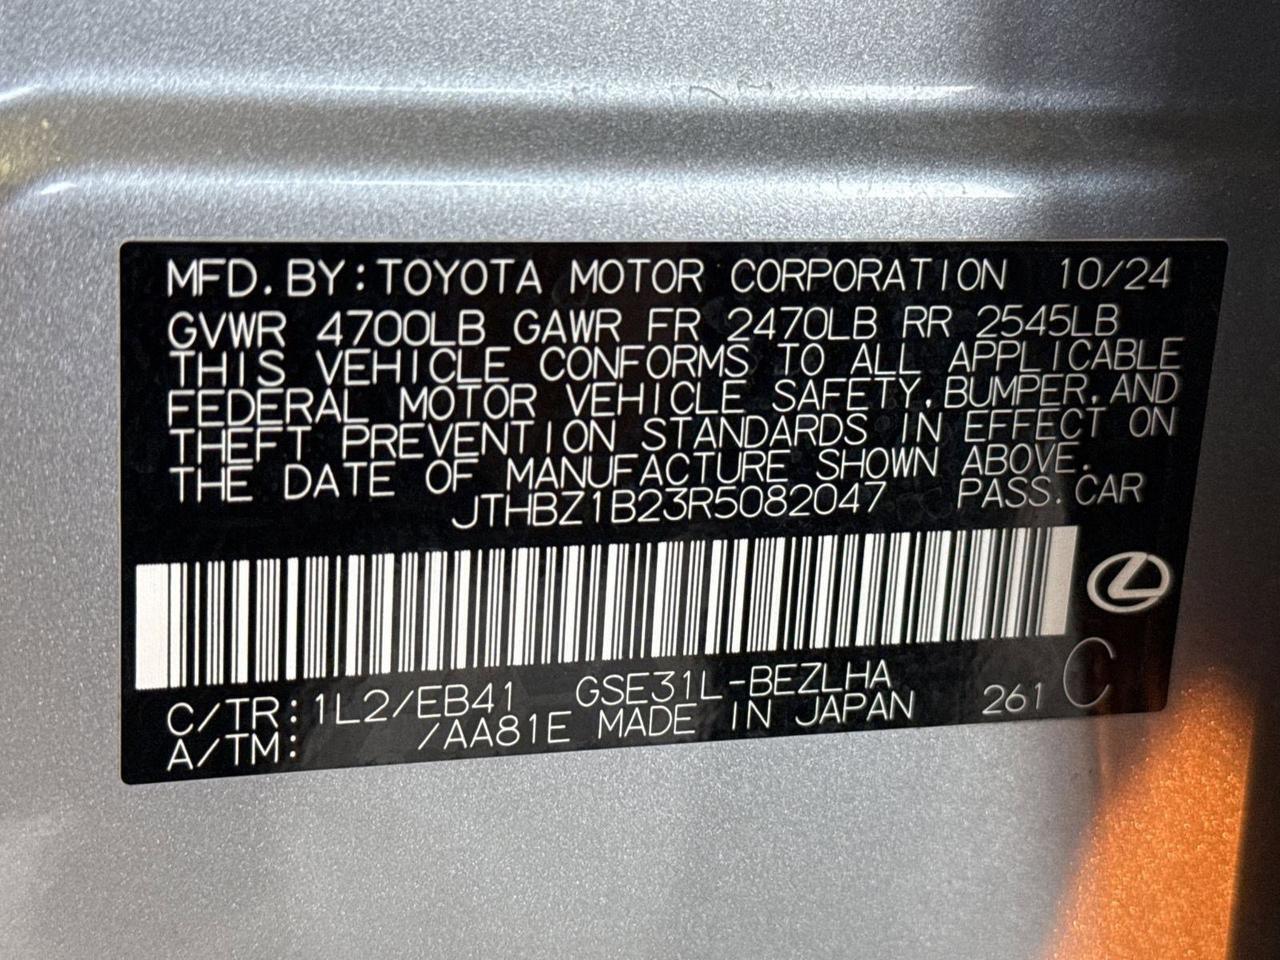 MFD. BY: TOYOTA MOTOR CORPORATION 10/24
GVWR 4700LB GAWR FR 2470LB RR 2545LB
THIS VEHICLE CONFORMS TO ALL APPLICABLE
FEDERAL MOTOR VEHICLE SAFETY, BUMPER, AND
THEFT PREVENTION STANDARDS IN EFFECT ON
THE DATE OF MANUFACTURE SHOWN ABOVE.
JTHBZ1B23R5082047 PASS. CAR
C/TR: 1L2/EB41 GSE31L-BEZLHA
A/TM: /AA81E MADE IN JAPAN 261 C